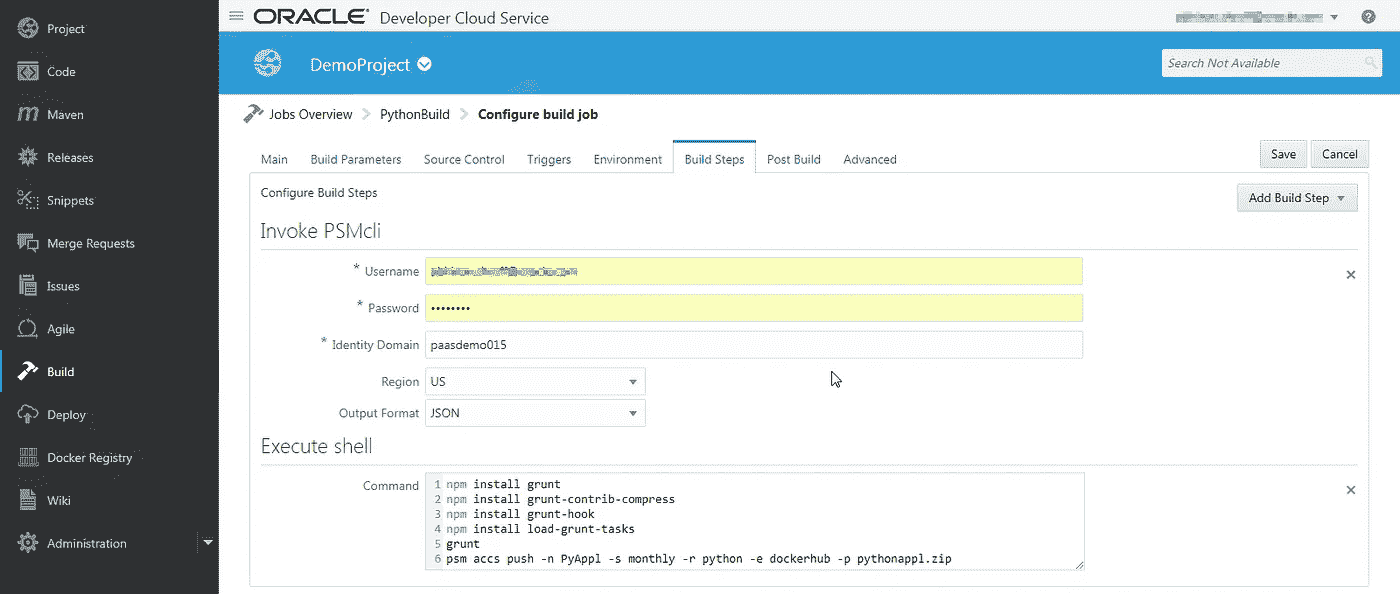 ORACLE® Developer Cloud Service
DemoProject
Search Not Available
Project
Code
Maven
Releases
Snippets
Merge Requests
Issues
Agile
Build
Deploy
Docker Registry
Wiki
Administration
Jobs Overview > PythonBuild > Configure build job
Main Build Parameters Source Control Triggers Environment Build Steps Post Build Advanced Save Cancel
Configure Build Steps Add Build Step
Invoke PSMcli
* Username
* Password ••••••••
* Identity Domain paasdemo015
Region US
Output Format JSON
Execute shell
Command
1 npm install grunt
2 npm install grunt-contrib-compress
3 npm install grunt-hook
4 npm install load-grunt-tasks
5 grunt
6 psm accs push -n PyAppl -s monthly -r python -e dockerhub -p pythonappl.zip